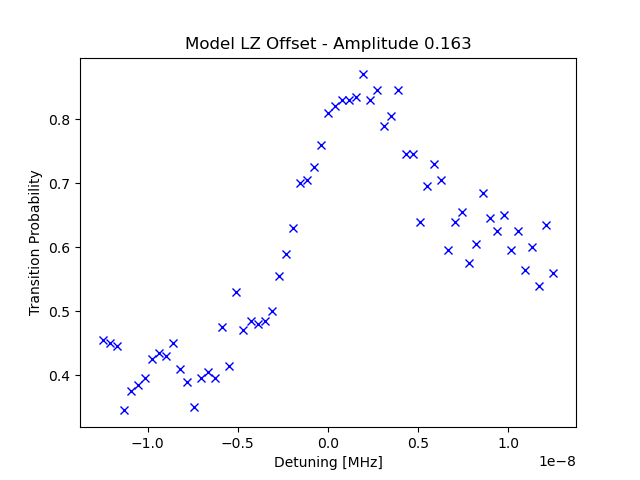 Model LZ Offset - Amplitude 0.163
Transition Probability
0.8
0.7
0.6
0.5
0.4
−1.0 −0.5 0.0 0.5 1.0
1e−8
Detuning [MHz]